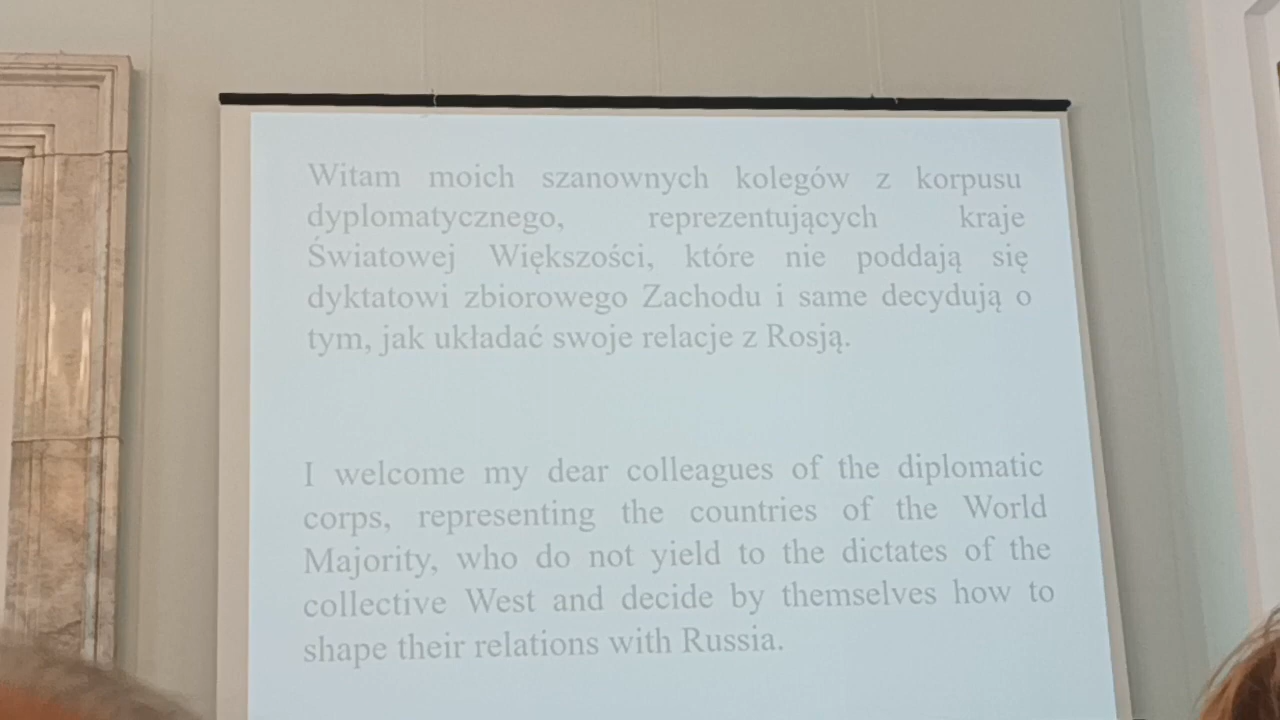 Witam moich szanownych kolegów z korpusu
dyplomatycznego, reprezentujących kraje
Światowej Większości, które nie poddają się
dyktatowi zbiorowego Zachodu i same decydują o
tym, jak układać swoje relacje z Rosją.
I welcome my dear colleagues of the diplomatic
corps, representing the countries of the World
Majority, who do not yield to the dictates of the
collective West and decide by themselves how to
shape their relations with Russia.